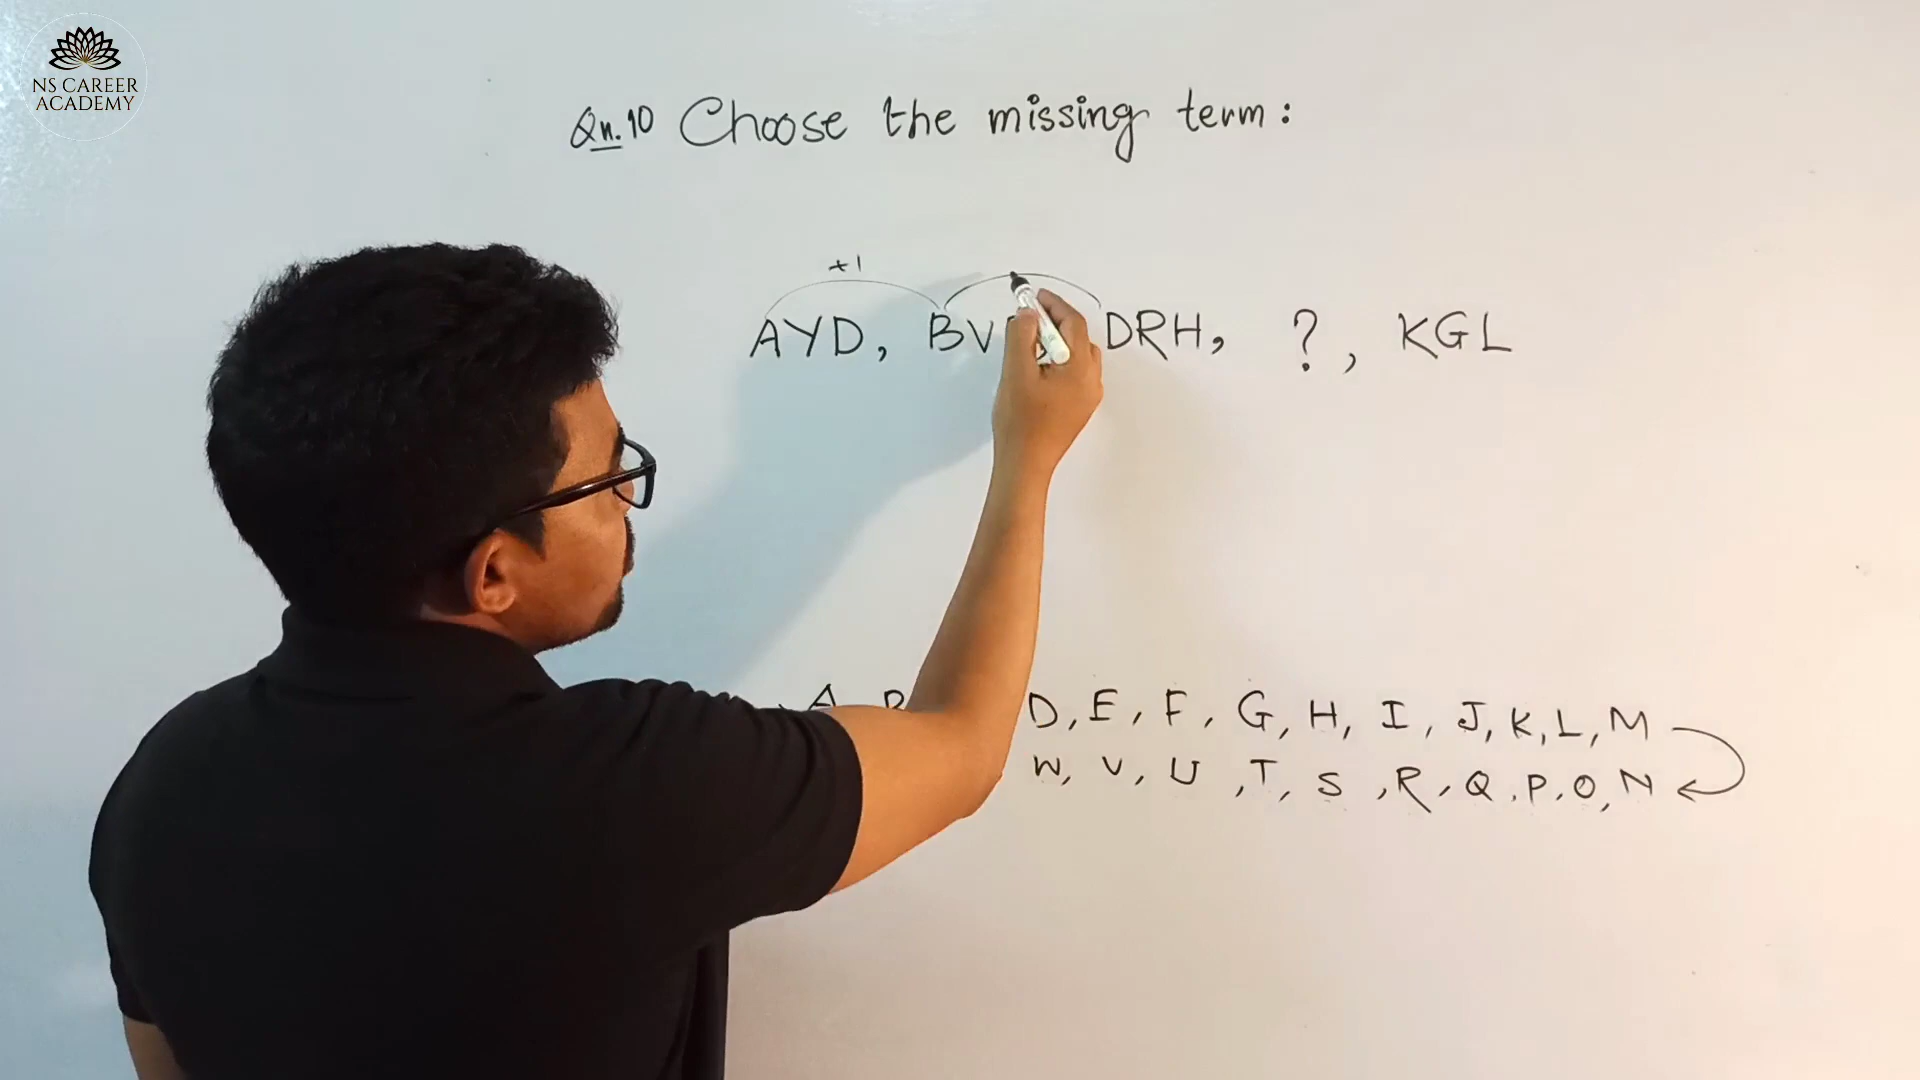 NS CAREER
ACADEMY
Qn.10 Choose the missing term:
+1
AYD, BV DRH, ?, KGL
A D, E, F, G, H, I, J, K, L, M
W, V, U, T, S, R, Q, P, O, N